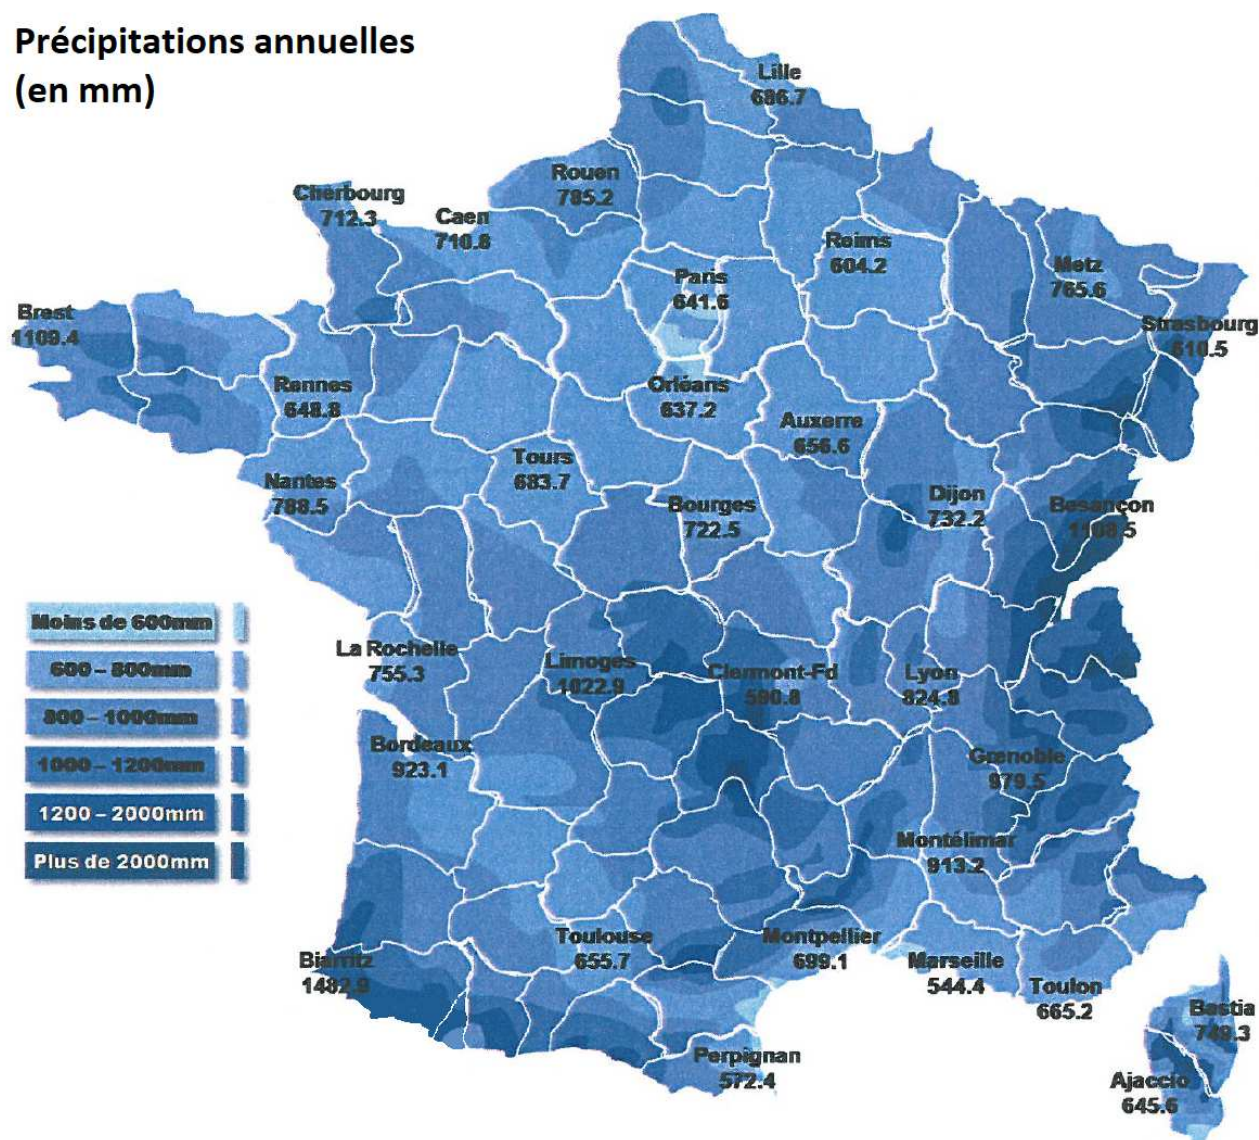 Précipitations annuelles
(en mm)
Lille
686.7
Rouen
785.2
Cherbourg
712.3
Caen
710.8
Reims
604.2
Metz
765.6
Paris
641.6
Brest
1109.4
Strasbourg
610.5
Rennes
648.8
Orléans
637.2
Auxerre
656.6
Tours
683.7
Nantes
788.5
Bourges
722.5
Dijon
732.2
Besançon
1108.5
Moins de 600mm
600 – 800mm
800 – 1000mm
1000 – 1200mm
1200 – 2000mm
Plus de 2000mm
La Rochelle
755.3
Limoges
1022.9
Clermont-Fd
590.8
Lyon
824.8
Bordeaux
923.1
Grenoble
979.5
Montélimar
913.2
Biarritz
1482.9
Toulouse
655.7
Montpellier
699.1
Marseille
544.4
Toulon
665.2
Bastia
749.3
Perpignan
572.4
Ajaccio
645.6